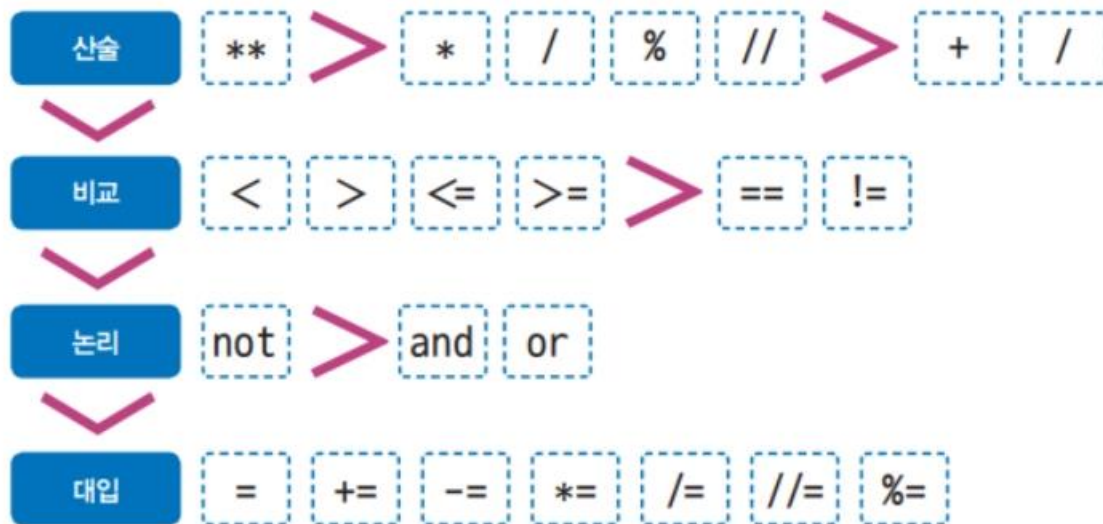 산술 ** * / % // + /
비교 < > <= >= == !=
논리 not and or
대입 = += -= *= /= //= %=